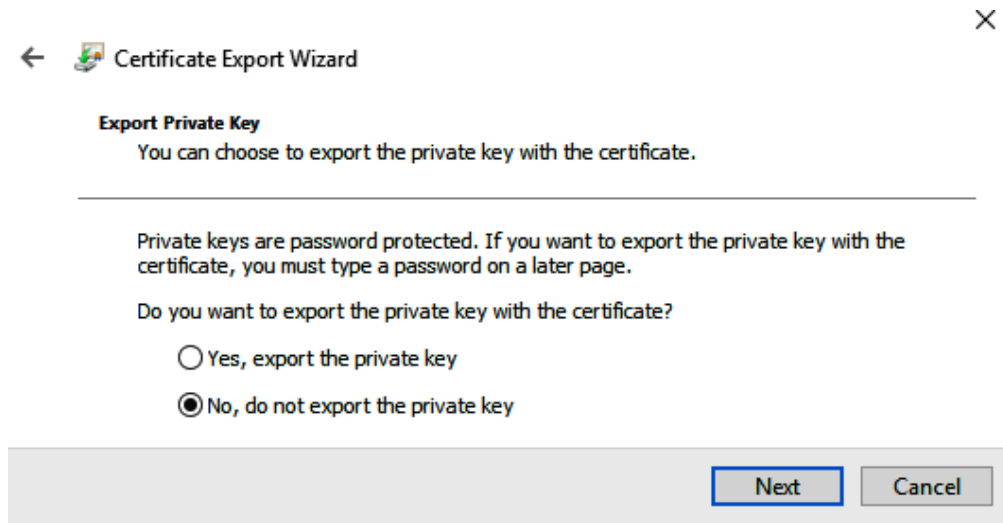 Certificate Export Wizard
Export Private Key
You can choose to export the private key with the certificate.
Private keys are password protected. If you want to export the private key with the
certificate, you must type a password on a later page.
Do you want to export the private key with the certificate?
Yes, export the private key
No, do not export the private key
Next
Cancel